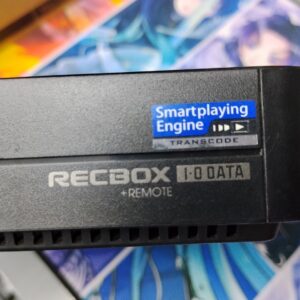 Smartplaying
Engine
TRANSCODE
RECBOX I-O DATA
+REMOTE